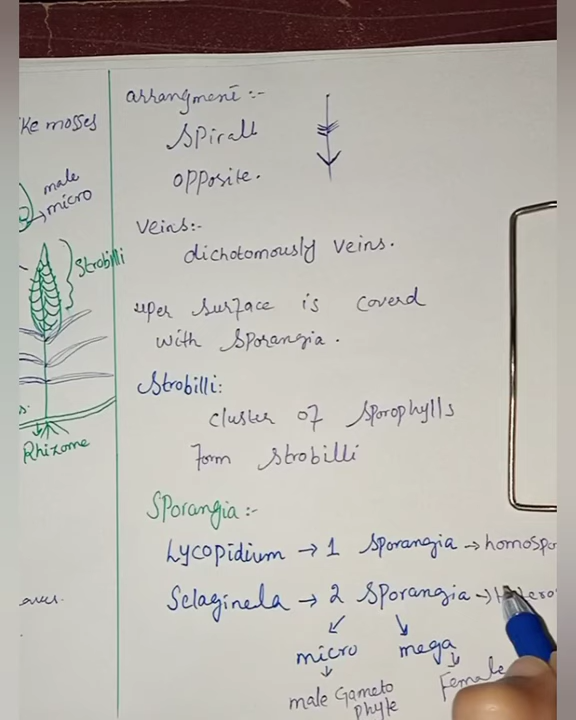 arrangment:-
Spirall
opposite.
Veins:-
dichotomously veins.
uper surface is coverd
with Sporangia.
Strobilli:
cluster of Sporophylls
form strobilli
Sporangia:-
Lycopidium → 1 Sporangia → homospo
Selaginela → 2 Sporangia →
micro mega
male Gameto
phyte
Female
ke mosses
male
micro
Strobilli
Rhizome